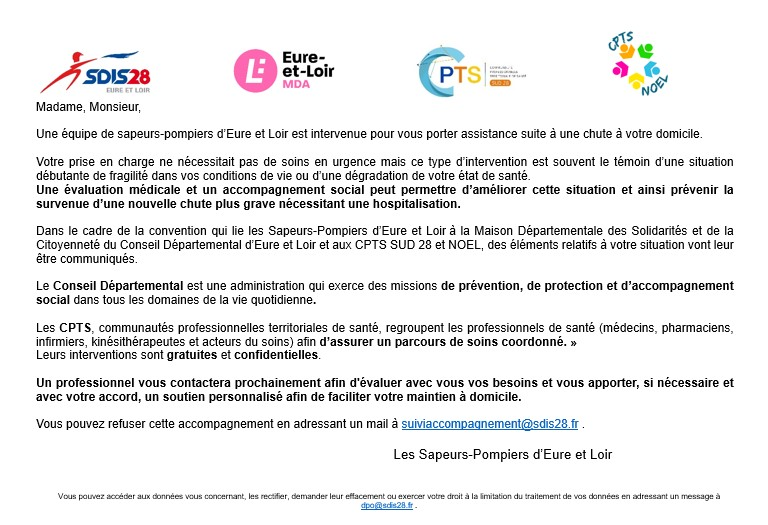 SDIS28
EURE ET LOIR
Eure-
et-Loir
MDA
CPTS
SUD 28
CPTS
NOEL
Madame, Monsieur,
Une équipe de sapeurs-pompiers d’Eure et Loir est intervenue pour vous porter assistance suite à une chute à votre domicile.
Votre prise en charge ne nécessitait pas de soins en urgence mais ce type d’intervention est souvent le témoin d’une situation
débutante de fragilité dans vos conditions de vie ou d’une dégradation de votre état de santé.
Une évaluation médicale et un accompagnement social peut permettre d’améliorer cette situation et ainsi prévenir la
survenue d’une nouvelle chute plus grave nécessitant une hospitalisation.
Dans le cadre de la convention qui lie les Sapeurs-Pompiers d’Eure et Loir à la Maison Départementale des Solidarités et de la
Citoyenneté du Conseil Départemental d’Eure et Loir et aux CPTS SUD 28 et NOEL, des éléments relatifs à votre situation vont leur
être communiqués.
Le Conseil Départemental est une administration qui exerce des missions de prévention, de protection et d’accompagnement
social dans tous les domaines de la vie quotidienne.
Les CPTS, communautés professionnelles territoriales de santé, regroupent les professionnels de santé (médecins, pharmaciens,
infirmiers, kinésithérapeutes et acteurs du soins) afin d’assurer un parcours de soins coordonné. »
Leurs interventions sont gratuites et confidentielles.
Un professionnel vous contactera prochainement afin d'évaluer avec vous vos besoins et vous apporter, si nécessaire et
avec votre accord, un soutien personnalisé afin de faciliter votre maintien à domicile.
Vous pouvez refuser cette accompagnement en adressant un mail à suiviaccompagnement@sdis28.fr .
Les Sapeurs-Pompiers d’Eure et Loir
Vous pouvez accéder aux données vous concernant, les rectifier, demander leur effacement ou exercer votre droit à la limitation du traitement de vos données en adressant un message à
dpo@sdis28.fr .